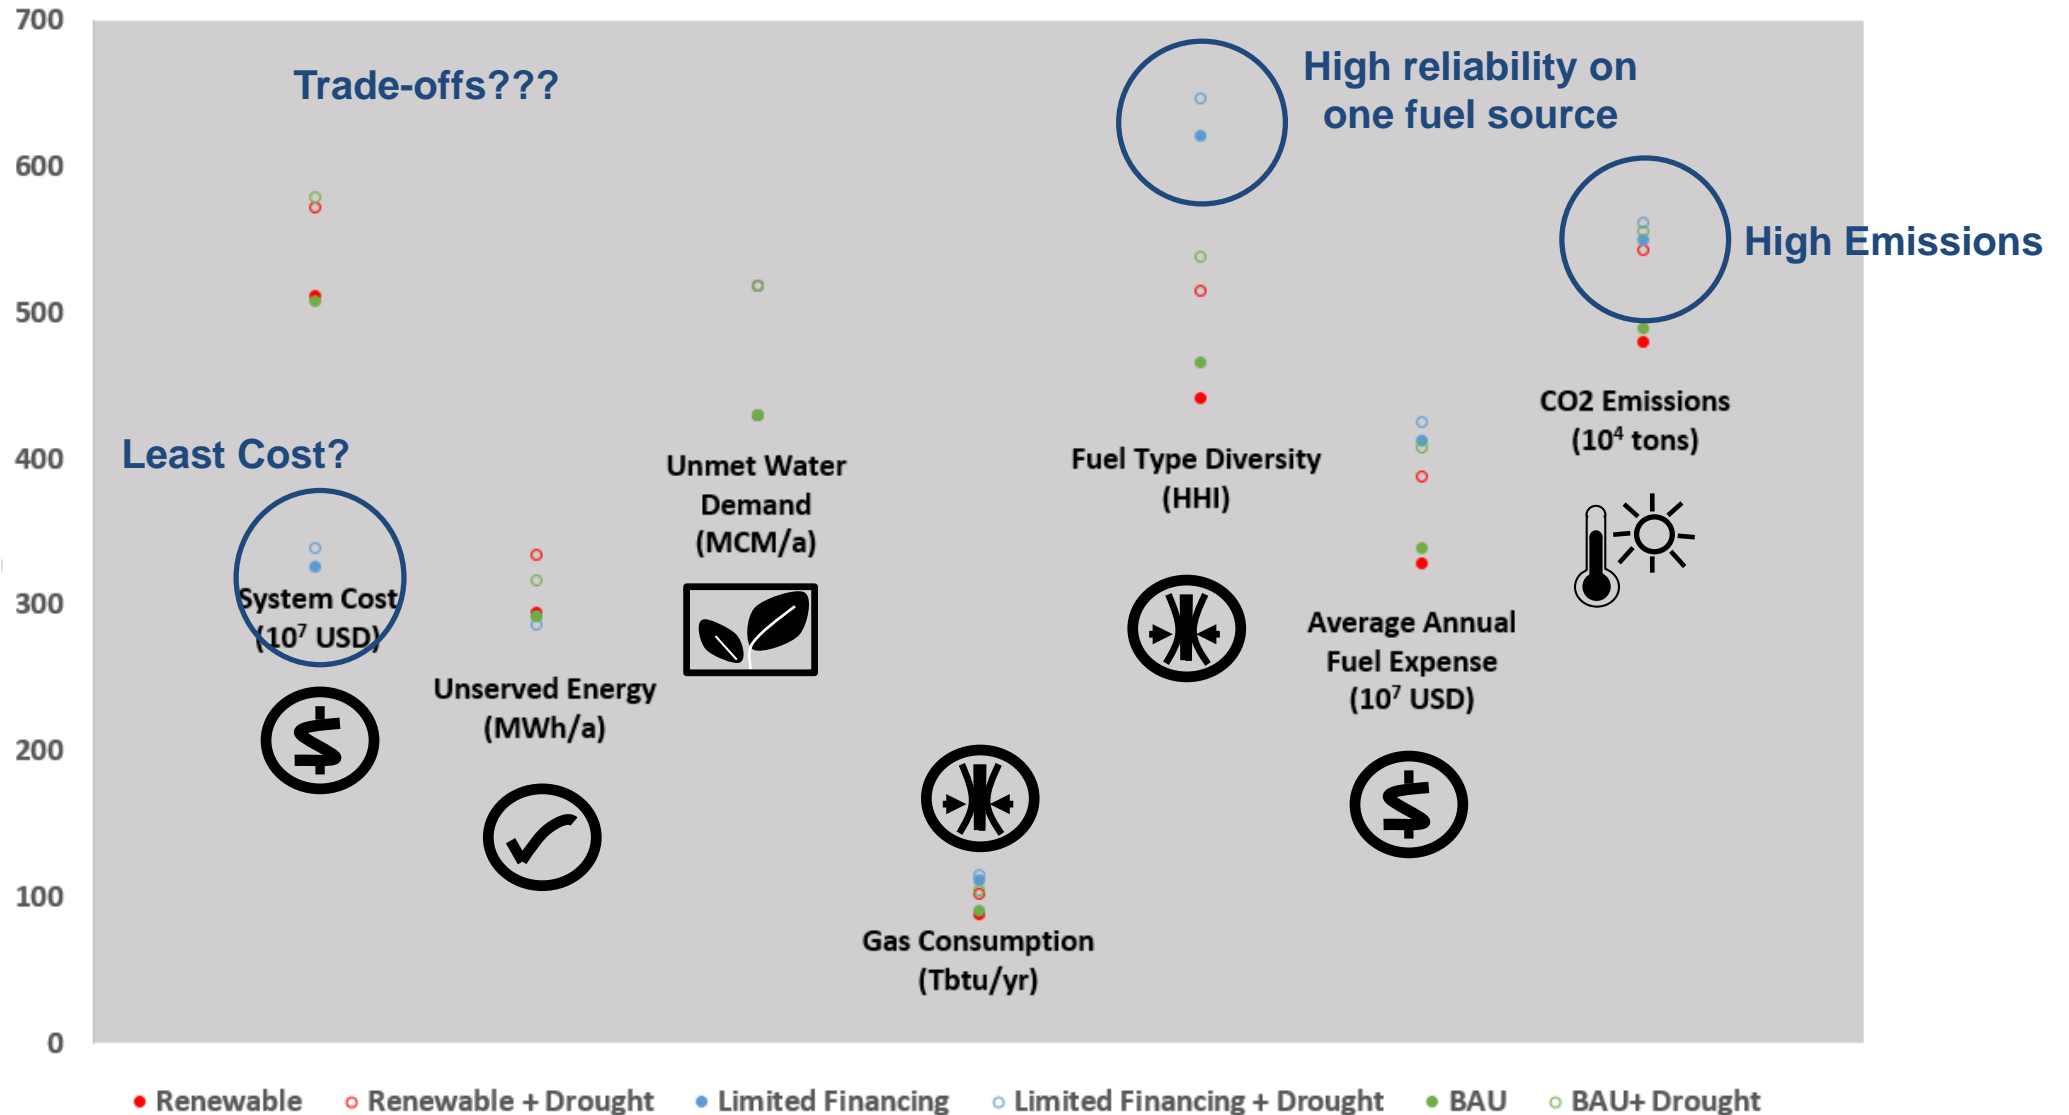 700
600
500
400
300
200
100
0
Trade-offs???
High reliability on
one fuel source
High Emissions
Least Cost?
System Cost
(10⁷ USD)
Unserved Energy
(MWh/a)
Unmet Water
Demand
(MCM/a)
Gas Consumption
(Tbtu/yr)
Fuel Type Diversity
(HHI)
Average Annual
Fuel Expense
(10⁷ USD)
CO2 Emissions
(10⁴ tons)
Renewable
Renewable + Drought
Limited Financing
Limited Financing + Drought
BAU
BAU+ Drought